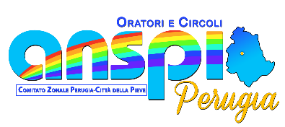 Oratori e Circoli
anspi
Comitato Zonale Perugia-Città della Pieve
Perugia